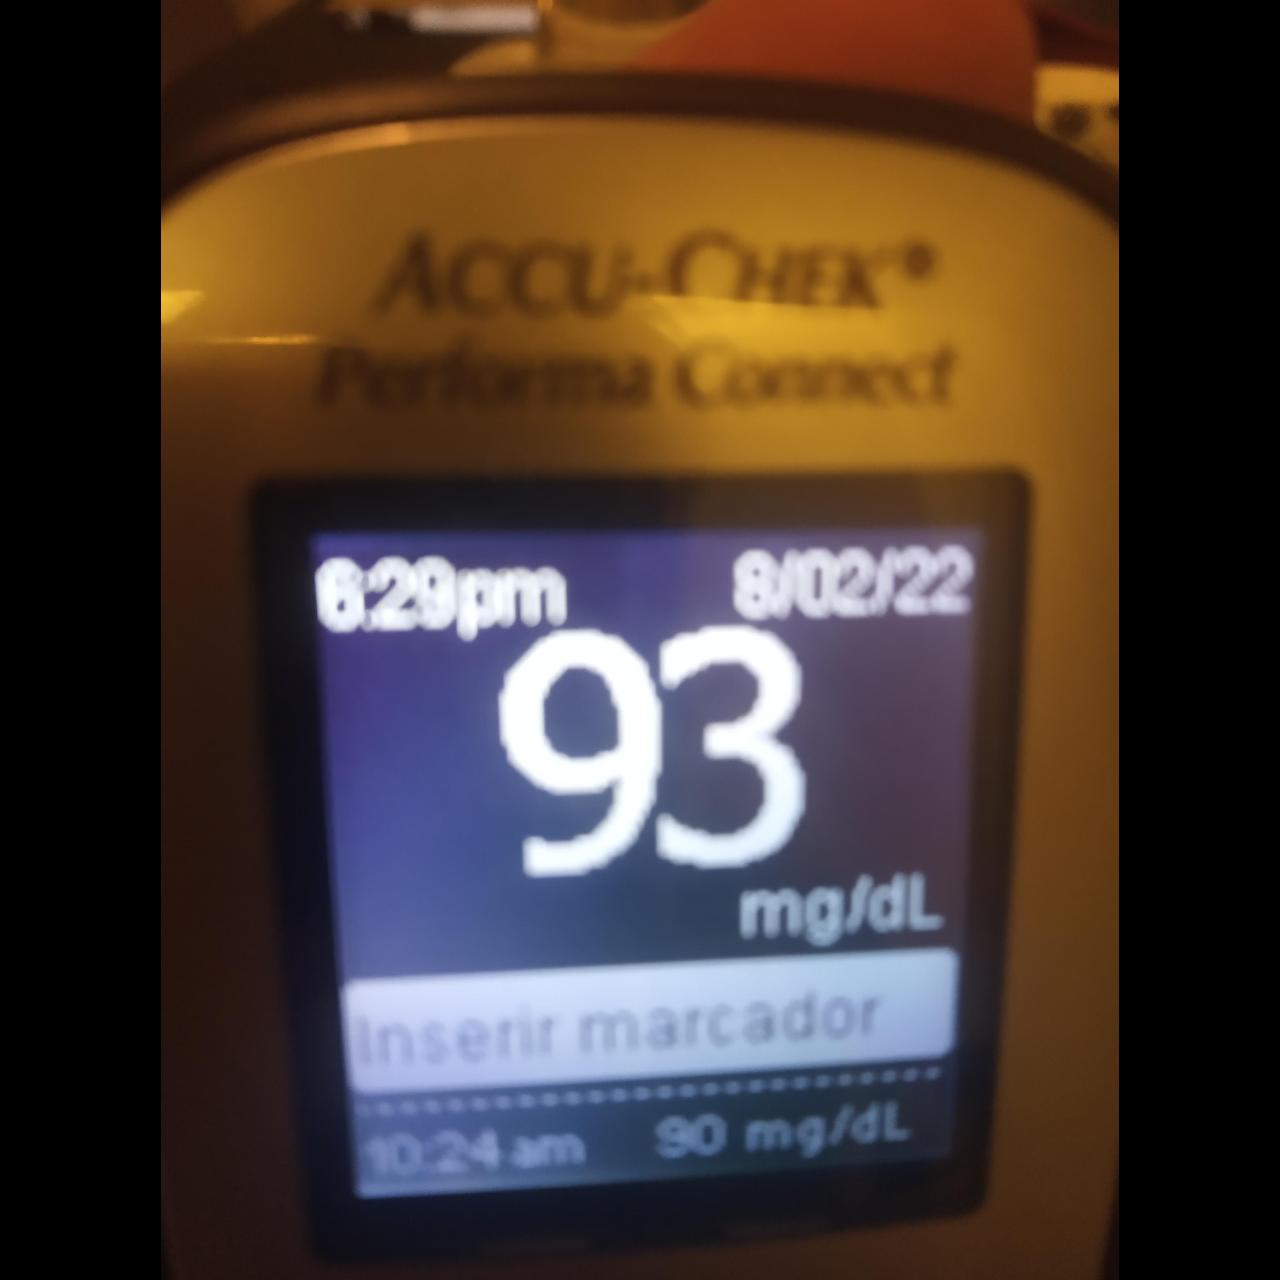 ACCU-CHEK®
Performa Connect
6:29pm 8/02/22
93
mg/dL
Inserir marcador
10:24 am 90 mg/dL